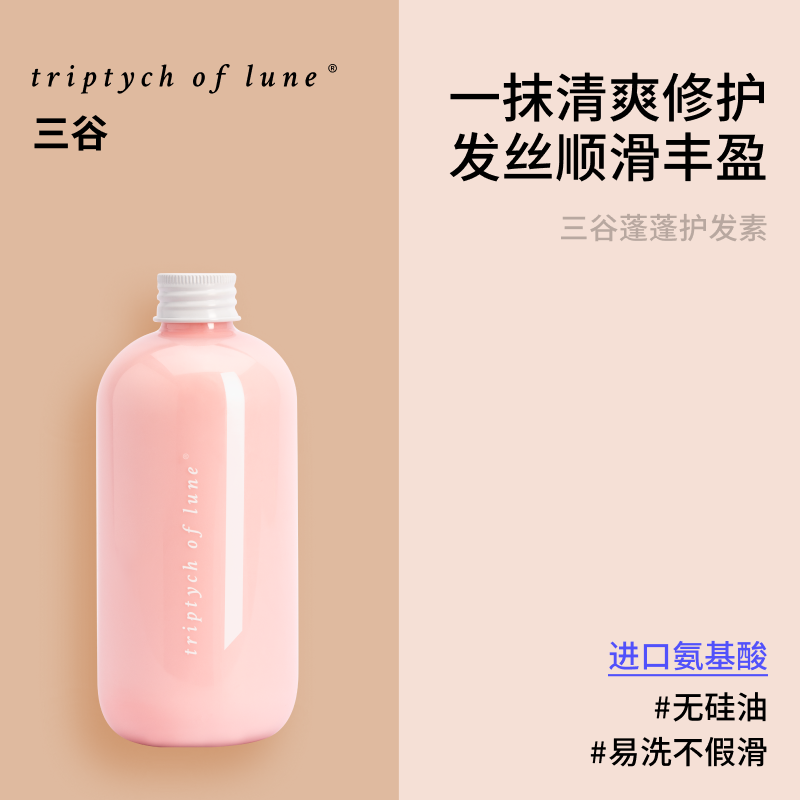 triptych of lune®
三谷
一抹清爽修护
发丝顺滑丰盈
三谷蓬蓬护发素
triptych of lune®
进口氨基酸
#无硅油
#易洗不假滑